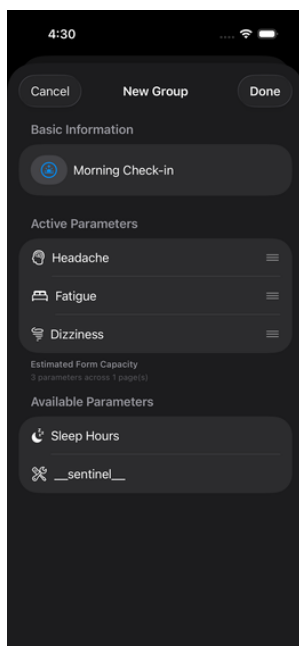 4:30
Cancel
New Group
Done
Basic Information
Morning Check-in
Active Parameters
Headache
Fatigue
Dizziness
Estimated Form Capacity
3 parameters across 1 page(s)
Available Parameters
Sleep Hours
__sentinel__